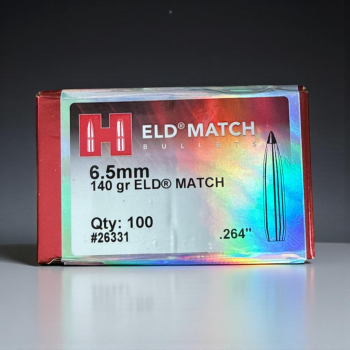 H ELD® MATCH
BULLETS
6.5mm
140 gr ELD® MATCH
Qty: 100
#26331
.264"